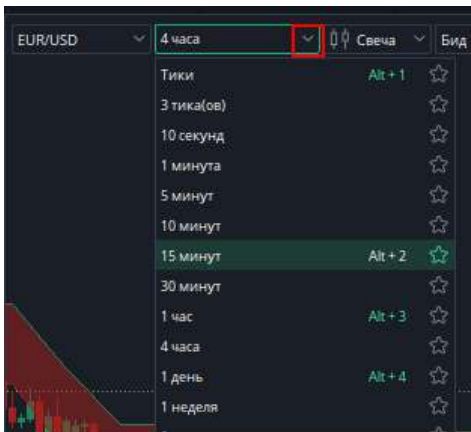 EUR/USD 4 часа Свеча Бид
Тики Alt + 1
3 тика(ов)
10 секунд
1 минута
5 минут
10 минут
15 минут Alt + 2
30 минут
1 час Alt + 3
4 часа
1 день Alt + 4
1 неделя